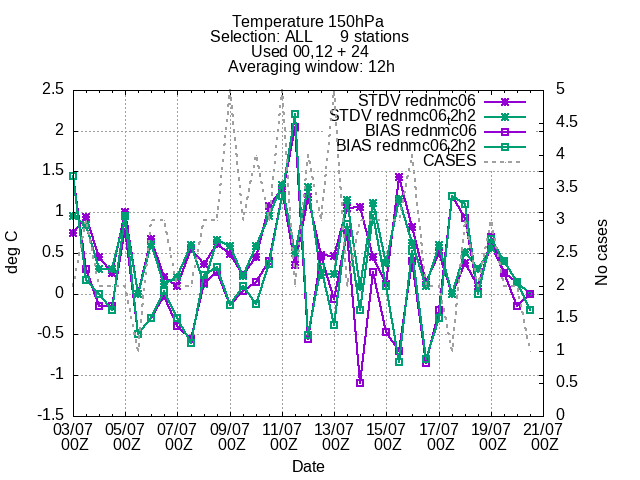 Temperature 150hPa
Selection: ALL 9 stations
Used 00,12 + 24
Averaging window: 12h
STDV rednmc06
STDV rednmc06t2h2
BIAS rednmc06
BIAS rednmc06t2h2
CASES
2.5
2
1.5
1
0.5
0
-0.5
-1
-1.5
deg C
5
4.5
4
3.5
3
2.5
2
1.5
1
0.5
0
No cases
03/07 05/07 07/07 09/07 11/07 13/07 15/07 17/07 19/07 21/07
00Z 00Z 00Z 00Z 00Z 00Z 00Z 00Z 00Z 00Z
Date